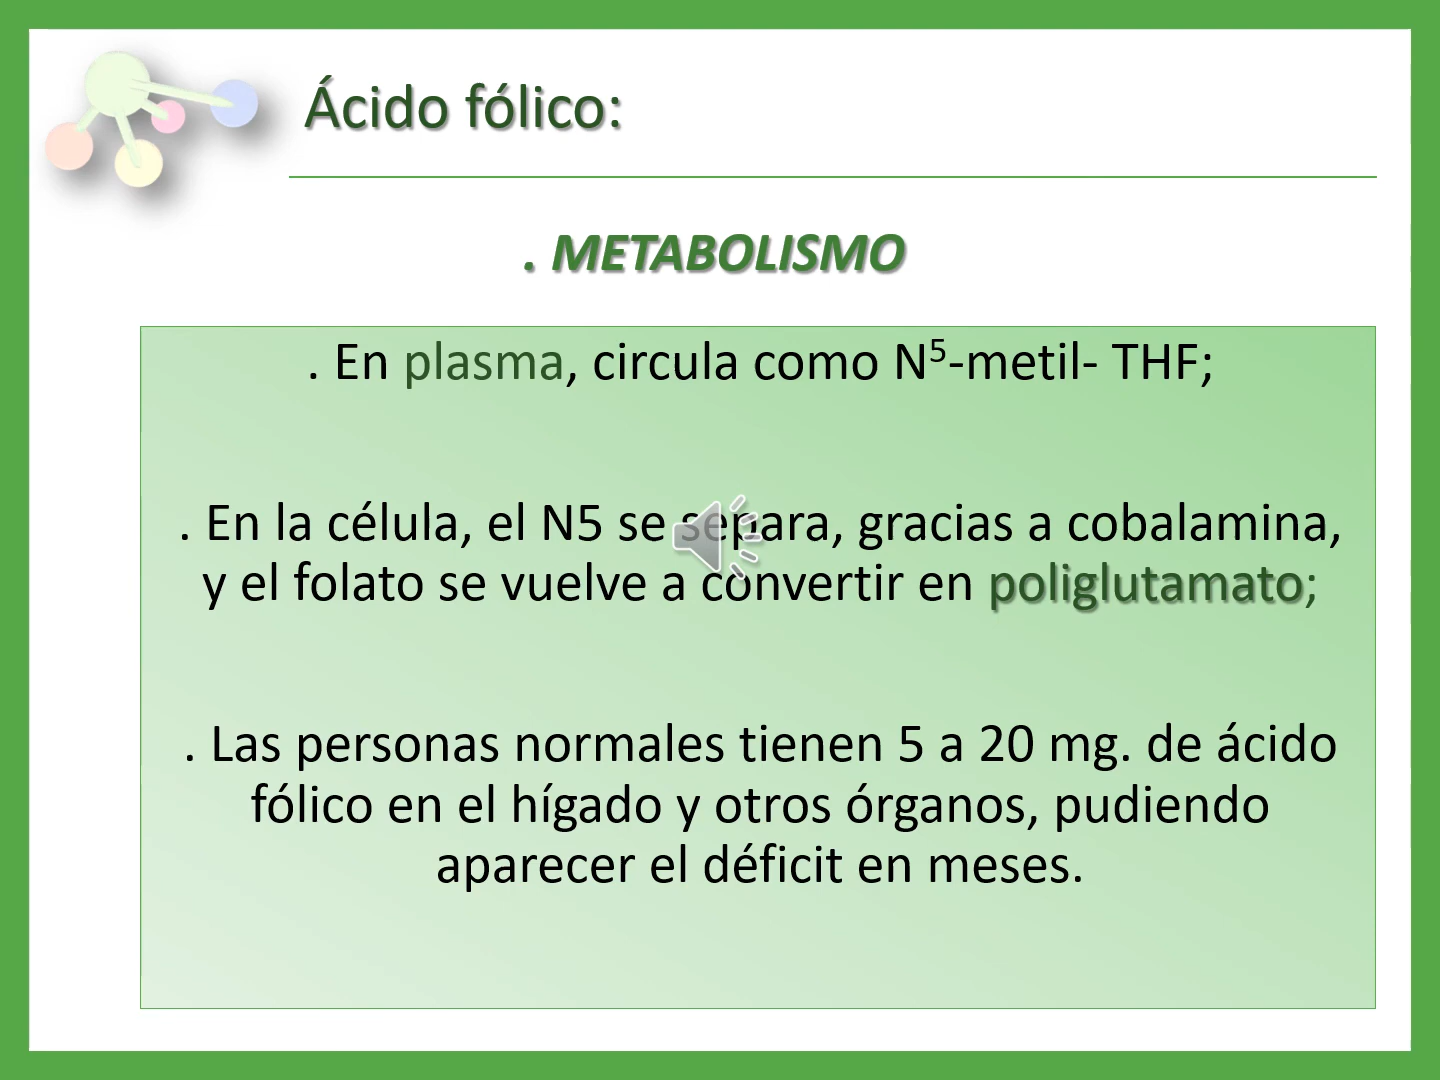 Ácido fólico:
. METABOLISMO
. En plasma, circula como N⁵-metil- THF;
. En la célula, el N5 se separa, gracias a cobalamina,
y el folato se vuelve a convertir en poliglutamato;
. Las personas normales tienen 5 a 20 mg. de ácido
fólico en el hígado y otros órganos, pudiendo
aparecer el déficit en meses.